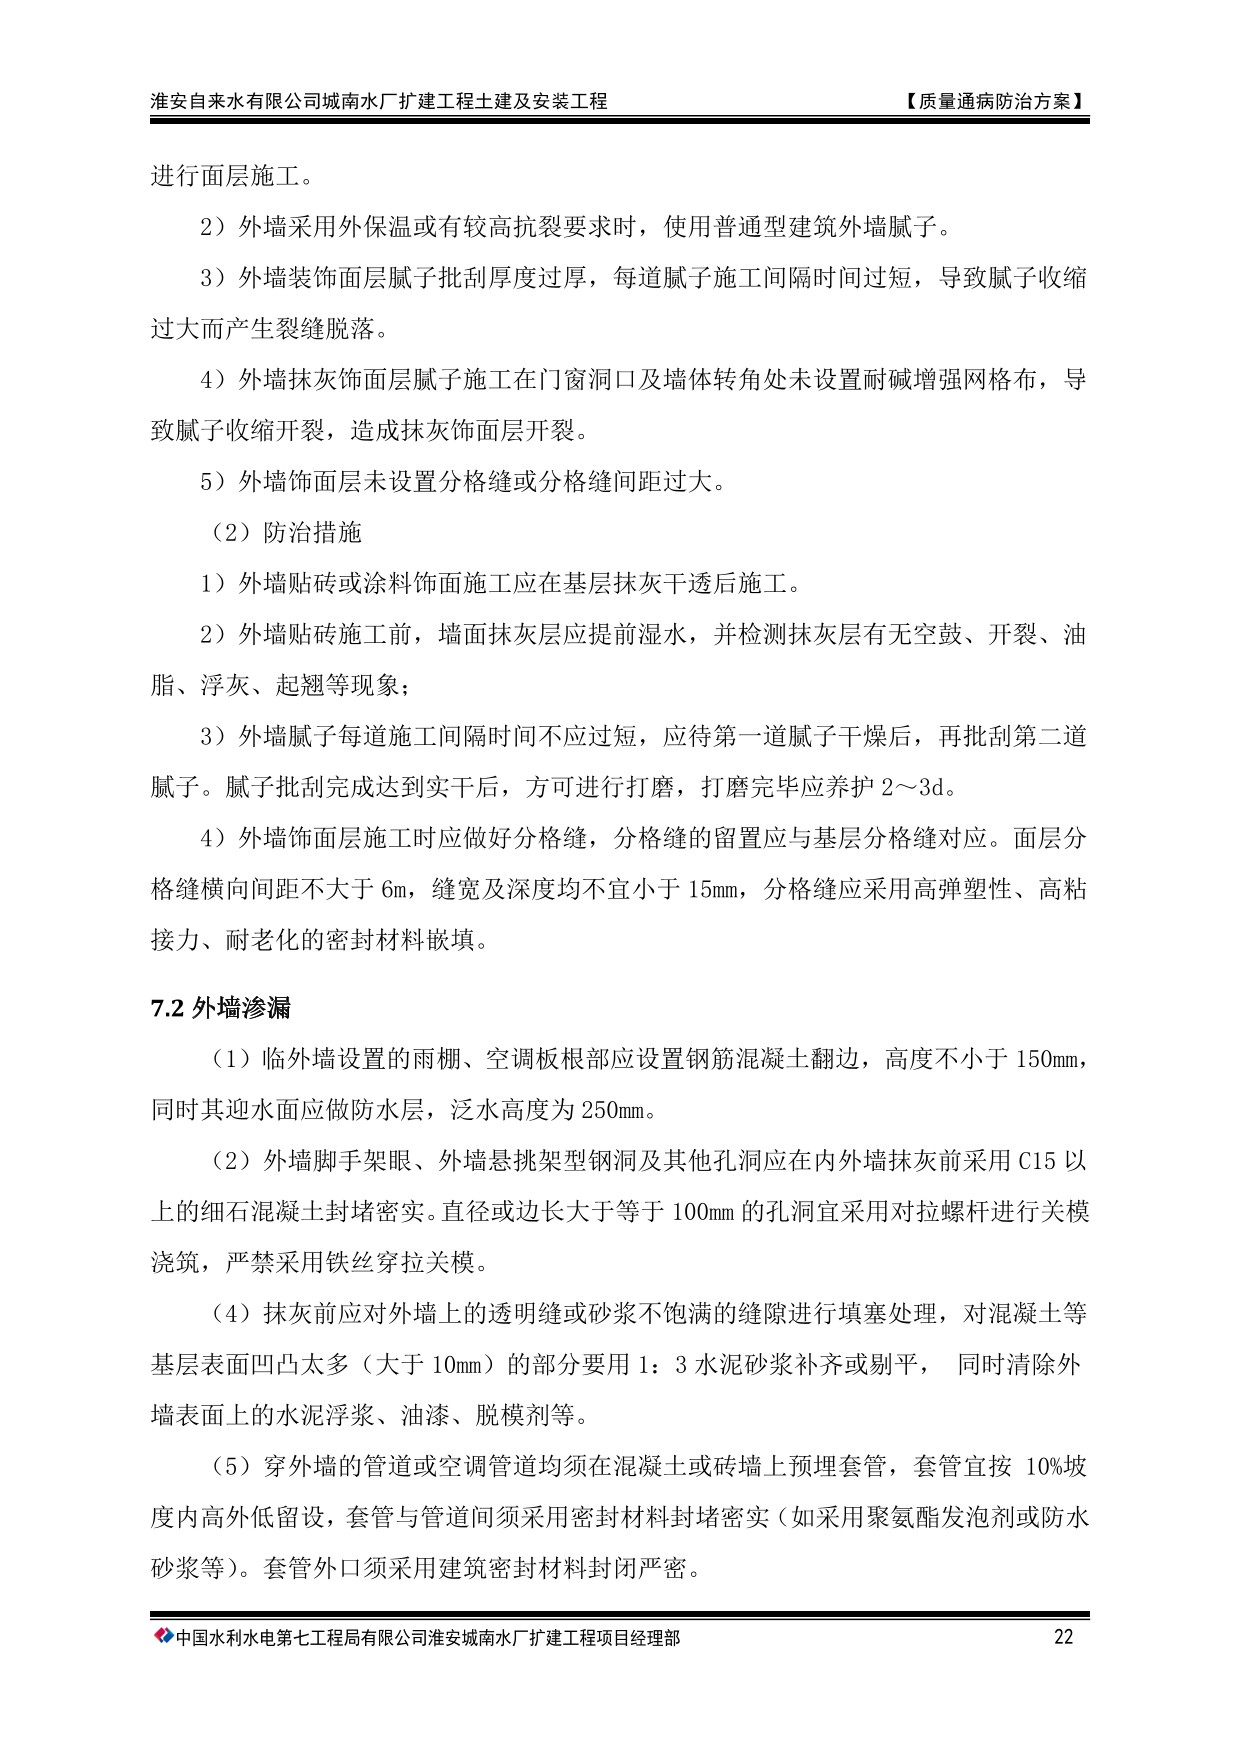 淮安自来水有限公司城南水厂扩建工程土建及安装工程 【质量通病防治方案】
进行面层施工。
2）外墙采用外保温或有较高抗裂要求时，使用普通型建筑外墙腻子。
3）外墙装饰面层腻子批刮厚度过厚，每道腻子施工间隔时间过短，导致腻子收缩
过大而产生裂缝脱落。
4）外墙抹灰饰面层腻子施工在门窗洞口及墙体转角处未设置耐碱增强网格布，导
致腻子收缩开裂，造成抹灰饰面层开裂。
5）外墙饰面层未设置分格缝或分格缝间距过大。
（2）防治措施
1）外墙贴砖或涂料饰面施工应在基层抹灰干透后施工。
2）外墙贴砖施工前，墙面抹灰层应提前湿水，并检测抹灰层有无空鼓、开裂、油
脂、浮灰、起翘等现象；
3）外墙腻子每道施工间隔时间不应过短，应待第一道腻子干燥后，再批刮第二道
腻子。腻子批刮完成达到实干后，方可进行打磨，打磨完毕应养护 2～3d。
4）外墙饰面层施工时应做好分格缝，分格缝的留置应与基层分格缝对应。面层分
格缝横向间距不大于 6m，缝宽及深度均不宜小于 15mm，分格缝应采用高弹塑性、高粘
接力、耐老化的密封材料嵌填。
7.2 外墙渗漏
（1）临外墙设置的雨棚、空调板根部应设置钢筋混凝土翻边，高度不小于 150mm，
同时其迎水面应做防水层，泛水高度为 250mm。
（2）外墙脚手架眼、外墙悬挑架型钢洞及其他孔洞应在内外墙抹灰前采用 C15 以
上的细石混凝土封堵密实。直径或边长大于等于 100mm 的孔洞宜采用对拉螺杆进行关模
浇筑，严禁采用铁丝穿拉关模。
（4）抹灰前应对外墙上的透明缝或砂浆不饱满的缝隙进行填塞处理，对混凝土等
基层表面凹凸太多（大于 10mm）的部分要用 1：3 水泥砂浆补齐或剔平， 同时清除外
墙表面上的水泥浮浆、油漆、脱模剂等。
（5）穿外墙的管道或空调管道均须在混凝土或砖墙上预埋套管，套管宜按 10%坡
度内高外低留设，套管与管道间须采用密封材料封堵密实（如采用聚氨酯发泡剂或防水
砂浆等）。套管外口须采用建筑密封材料封闭严密。
中国水利水电第七工程局有限公司淮安城南水厂扩建工程项目经理部 22